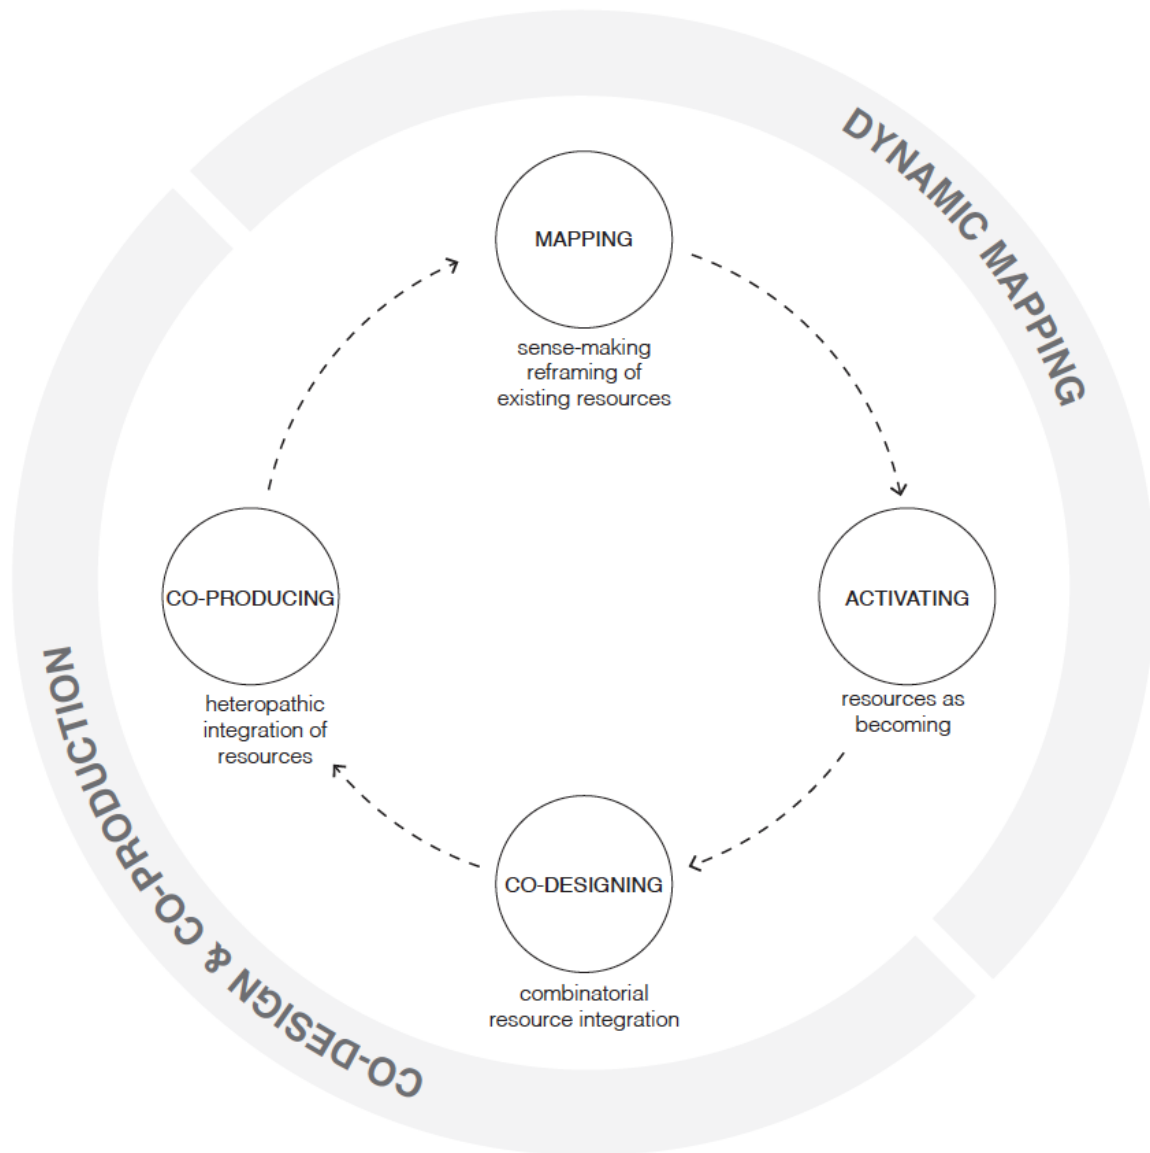 DYNAMIC MAPPING
MAPPING
sense-making
reframing of
existing resources
ACTIVATING
resources as
becoming
CO-DESIGNING
combinatorial
resource integration
CO-PRODUCING
heteropathic
integration of
resources
CO-DESIGN & CO-PRODUCTION